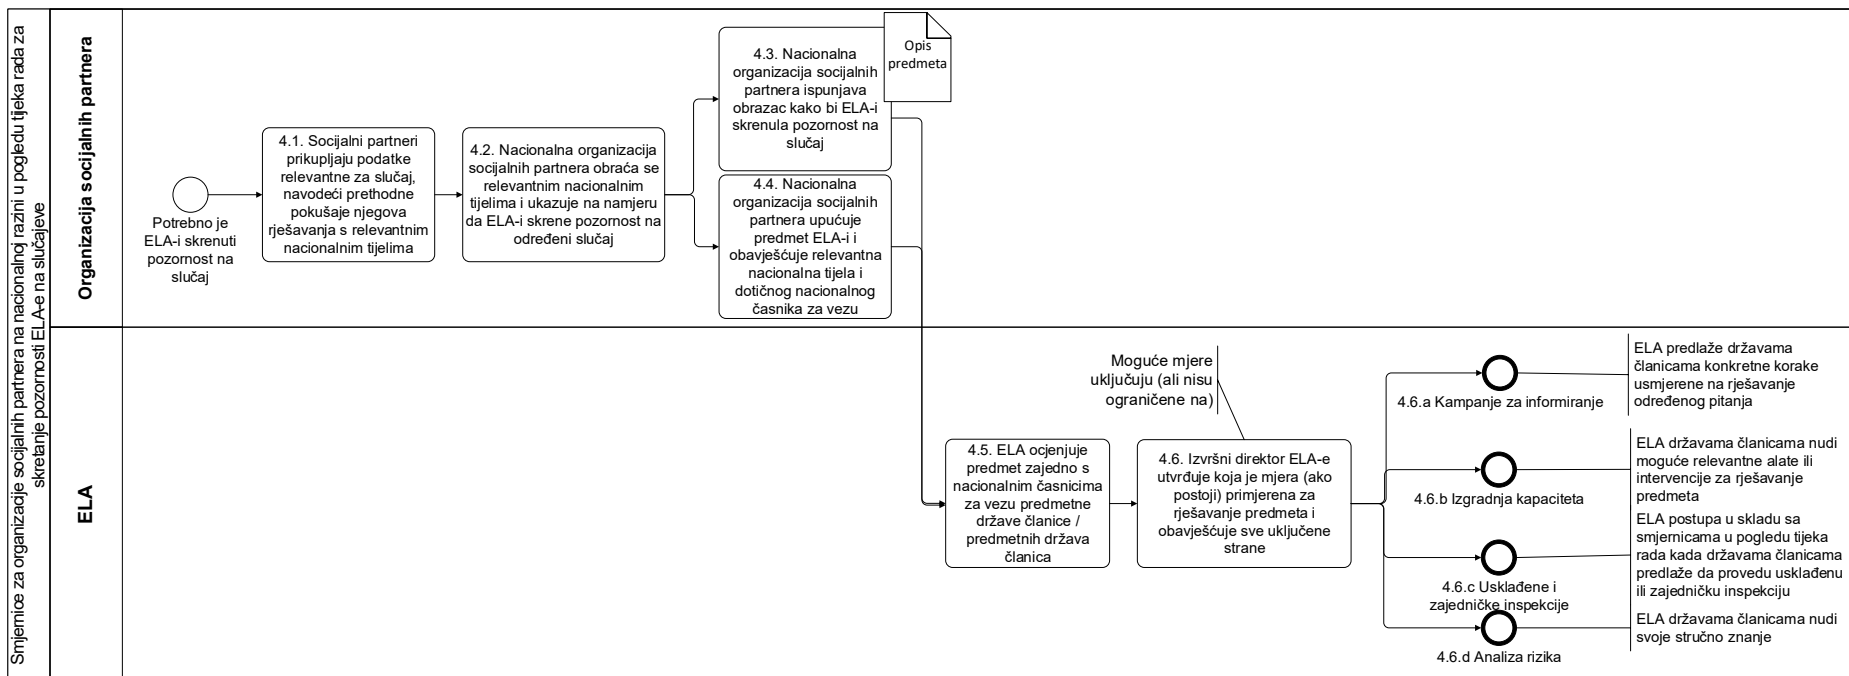 Smjernice za organizacije socijalnih partnera na nacionalnoj razini u pogledu tijeka rada za
skretanje pozornosti ELA-e na slučajeve
Organizacija socijalnih partnera
Potrebno je
ELA-i skrenuti
pozornost na
slučaj
4.1. Socijalni partneri
prikupljaju podatke
relevantne za slučaj,
navodeći prethodne
pokušaje njegova
rješavanja s relevantnim
nacionalnim tijelima
4.2. Nacionalna organizacija
socijalnih partnera obraća se
relevantnim nacionalnim
tijelima i ukazuje na namjeru
da ELA-i skrene pozornost na
određeni slučaj
4.3. Nacionalna
organizacija socijalnih
partnera ispunjava
obrazac kako bi ELA-i
skrenula pozornost na
slučaj
Opis
predmeta
4.4. Nacionalna
organizacija socijalnih
partnera upućuje
predmet ELA-i i
obavješćuje relevantna
nacionalna tijela i
dotičnog nacionalnog
časnika za vezu
ELA
4.5. ELA ocjenjuje
predmet zajedno s
nacionalnim časnicima
za vezu predmetne
države članice /
predmetnih država
članica
Moguće mjere
uključuju (ali nisu
ograničene na)
4.6. Izvršni direktor ELA-e
utvrđuje koja je mjera (ako
postoji) primjerena za
rješavanje predmeta i
obavješćuje sve uključene
strane
4.6.a Kampanje za informiranje
ELA predlaže državama
članicama konkretne korake
usmjerene na rješavanje
određenog pitanja
4.6.b Izgradnja kapaciteta
ELA državama članicama nudi
moguće relevantne alate ili
intervencije za rješavanje
predmeta
4.6.c Usklađene i
zajedničke inspekcije
ELA postupa u skladu sa
smjernicama u pogledu tijeka
rada kada državama članicama
predlaže da provedu usklađenu
ili zajedničku inspekciju
4.6.d Analiza rizika
ELA državama članicama nudi
svoje stručno znanje